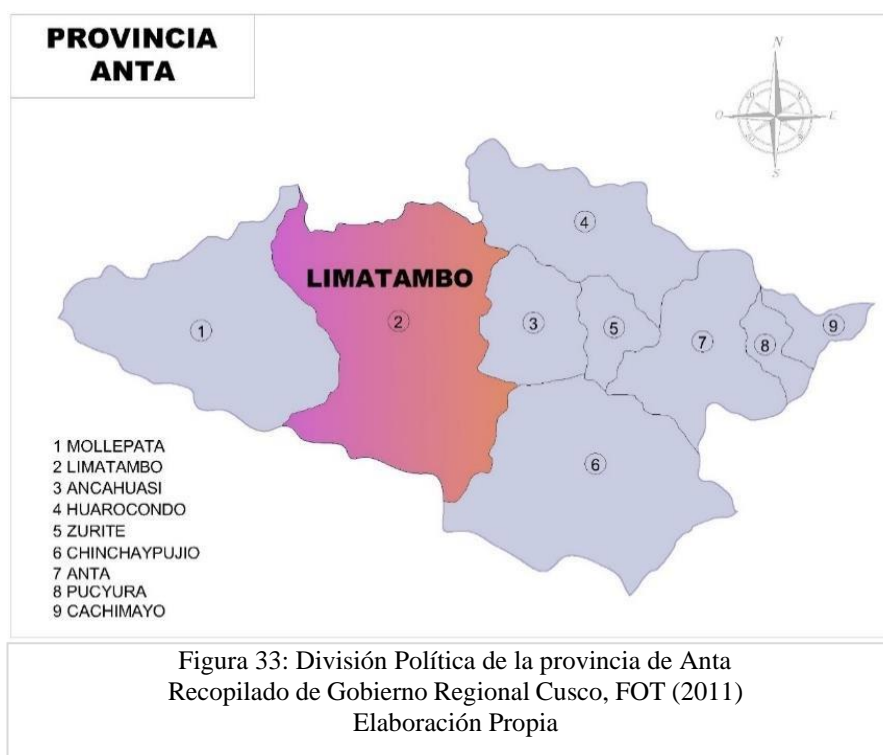 PROVINCIA
ANTA
N
O
E
S
4
LIMATAMBO
1
2
3
5
7
8
9
6
1 MOLLEPATA
2 LIMATAMBO
3 ANCAHUASI
4 HUAROCONDO
5 ZURITE
6 CHINCHAYPUJIO
7 ANTA
8 PUCYURA
9 CACHIMAYO
Figura 33: División Política de la provincia de Anta
Recopilado de Gobierno Regional Cusco, FOT (2011)
Elaboración Propia